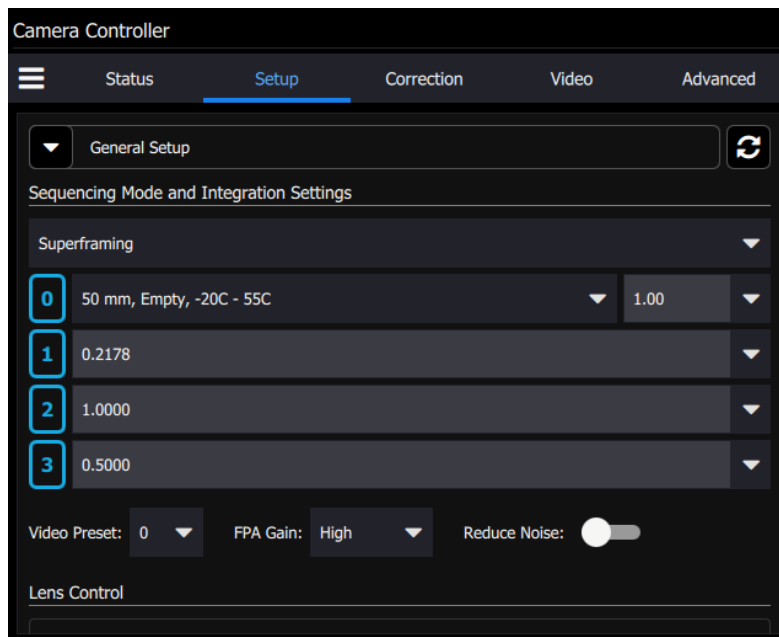 Camera Controller
Status Setup Correction Video Advanced
General Setup
Sequencing Mode and Integration Settings
Superframing
0 50 mm, Empty, -20C - 55C 1.00
1 0.2178
2 1.0000
3 0.5000
Video Preset: 0 FPA Gain: High Reduce Noise:
Lens Control